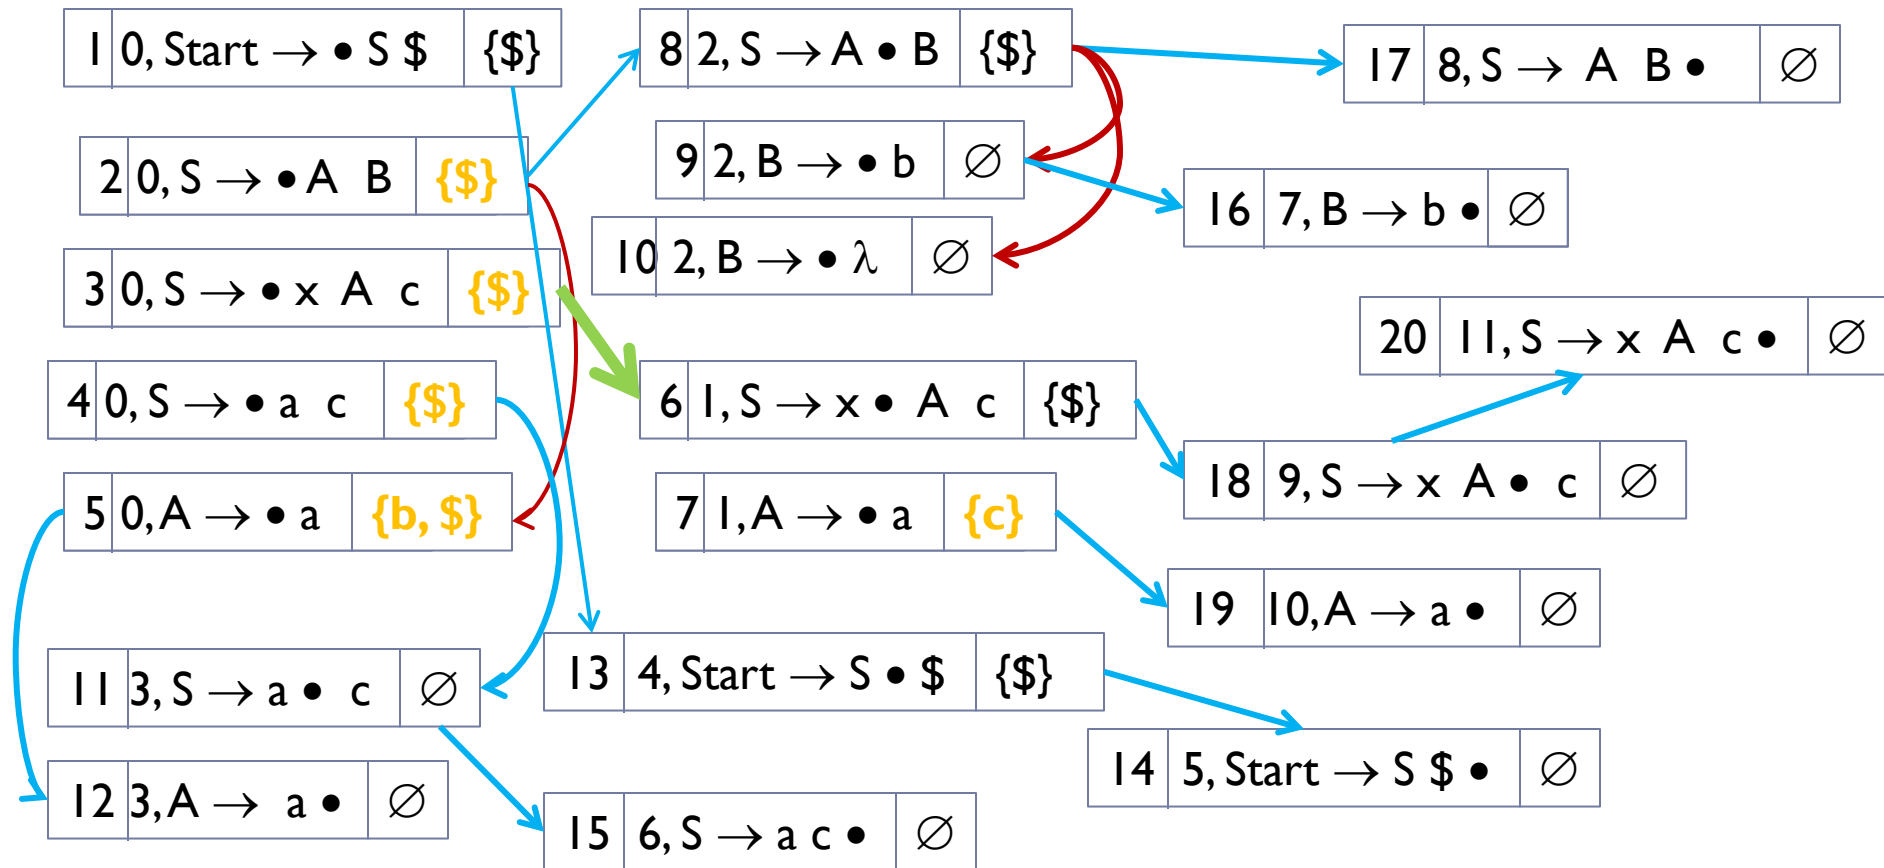 1 0, Start → • S $ {$}
2 0, S → • A B {$}
3 0, S → • x A c {$}
4 0, S → • a c {$}
5 0, A → • a {b, $}
6 1, S → x • A c {$}
7 1, A → • a {c}
8 2, S → A • B {$}
9 2, B → • b ∅
10 2, B → • λ ∅
11 3, S → a • c ∅
12 3, A → a • ∅
13 4, Start → S • $ {$}
14 5, Start → S $ • ∅
15 6, S → a c • ∅
16 7, B → b • ∅
17 8, S → A B • ∅
18 9, S → x A • c ∅
19 10, A → a • ∅
20 11, S → x A c • ∅